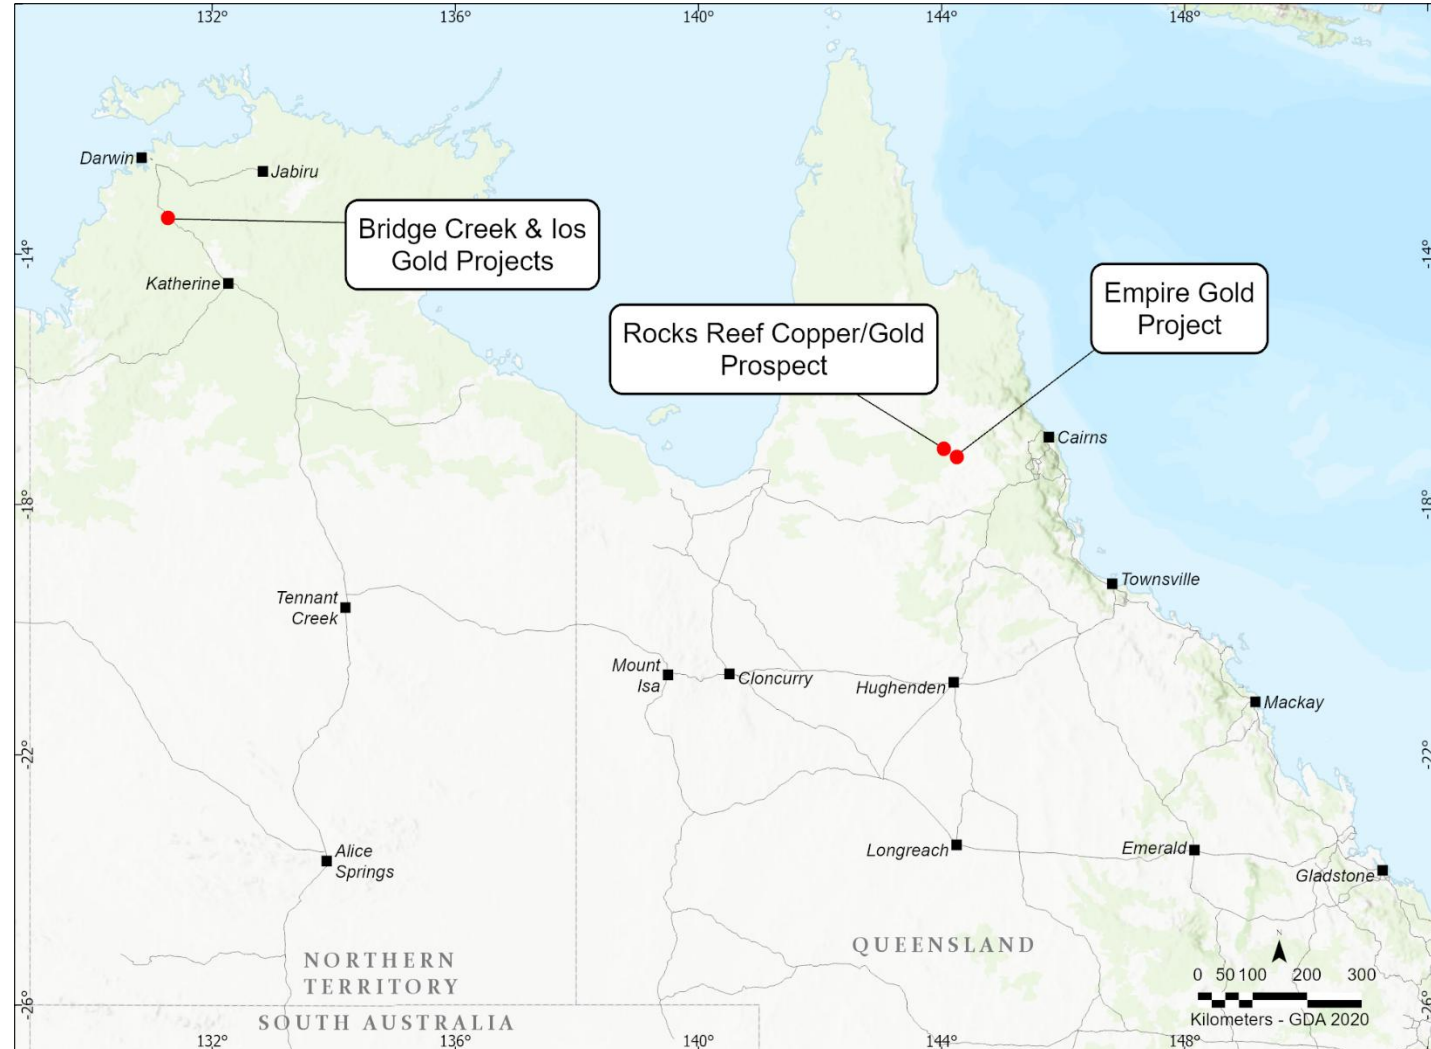 132°
136°
140°
144°
148°
Darwin
Jabiru
Bridge Creek & Ios
Gold Projects
-14°
-14°
Katherine
Empire Gold
Project
Rocks Reef Copper/Gold
Prospect
Cairns
-18°
-18°
Townsville
Tennant
Creek
Mount
Isa
Cloncurry
Hughenden
Mackay
-22°
-22°
Longreach
Emerald
Alice
Springs
Gladstone
QUEENSLAND
NORTHERN
TERRITORY
N
0 50 100 200 300
-26°
-26°
SOUTH AUSTRALIA
Kilometers - GDA 2020
132°
136°
140°
144°
148°